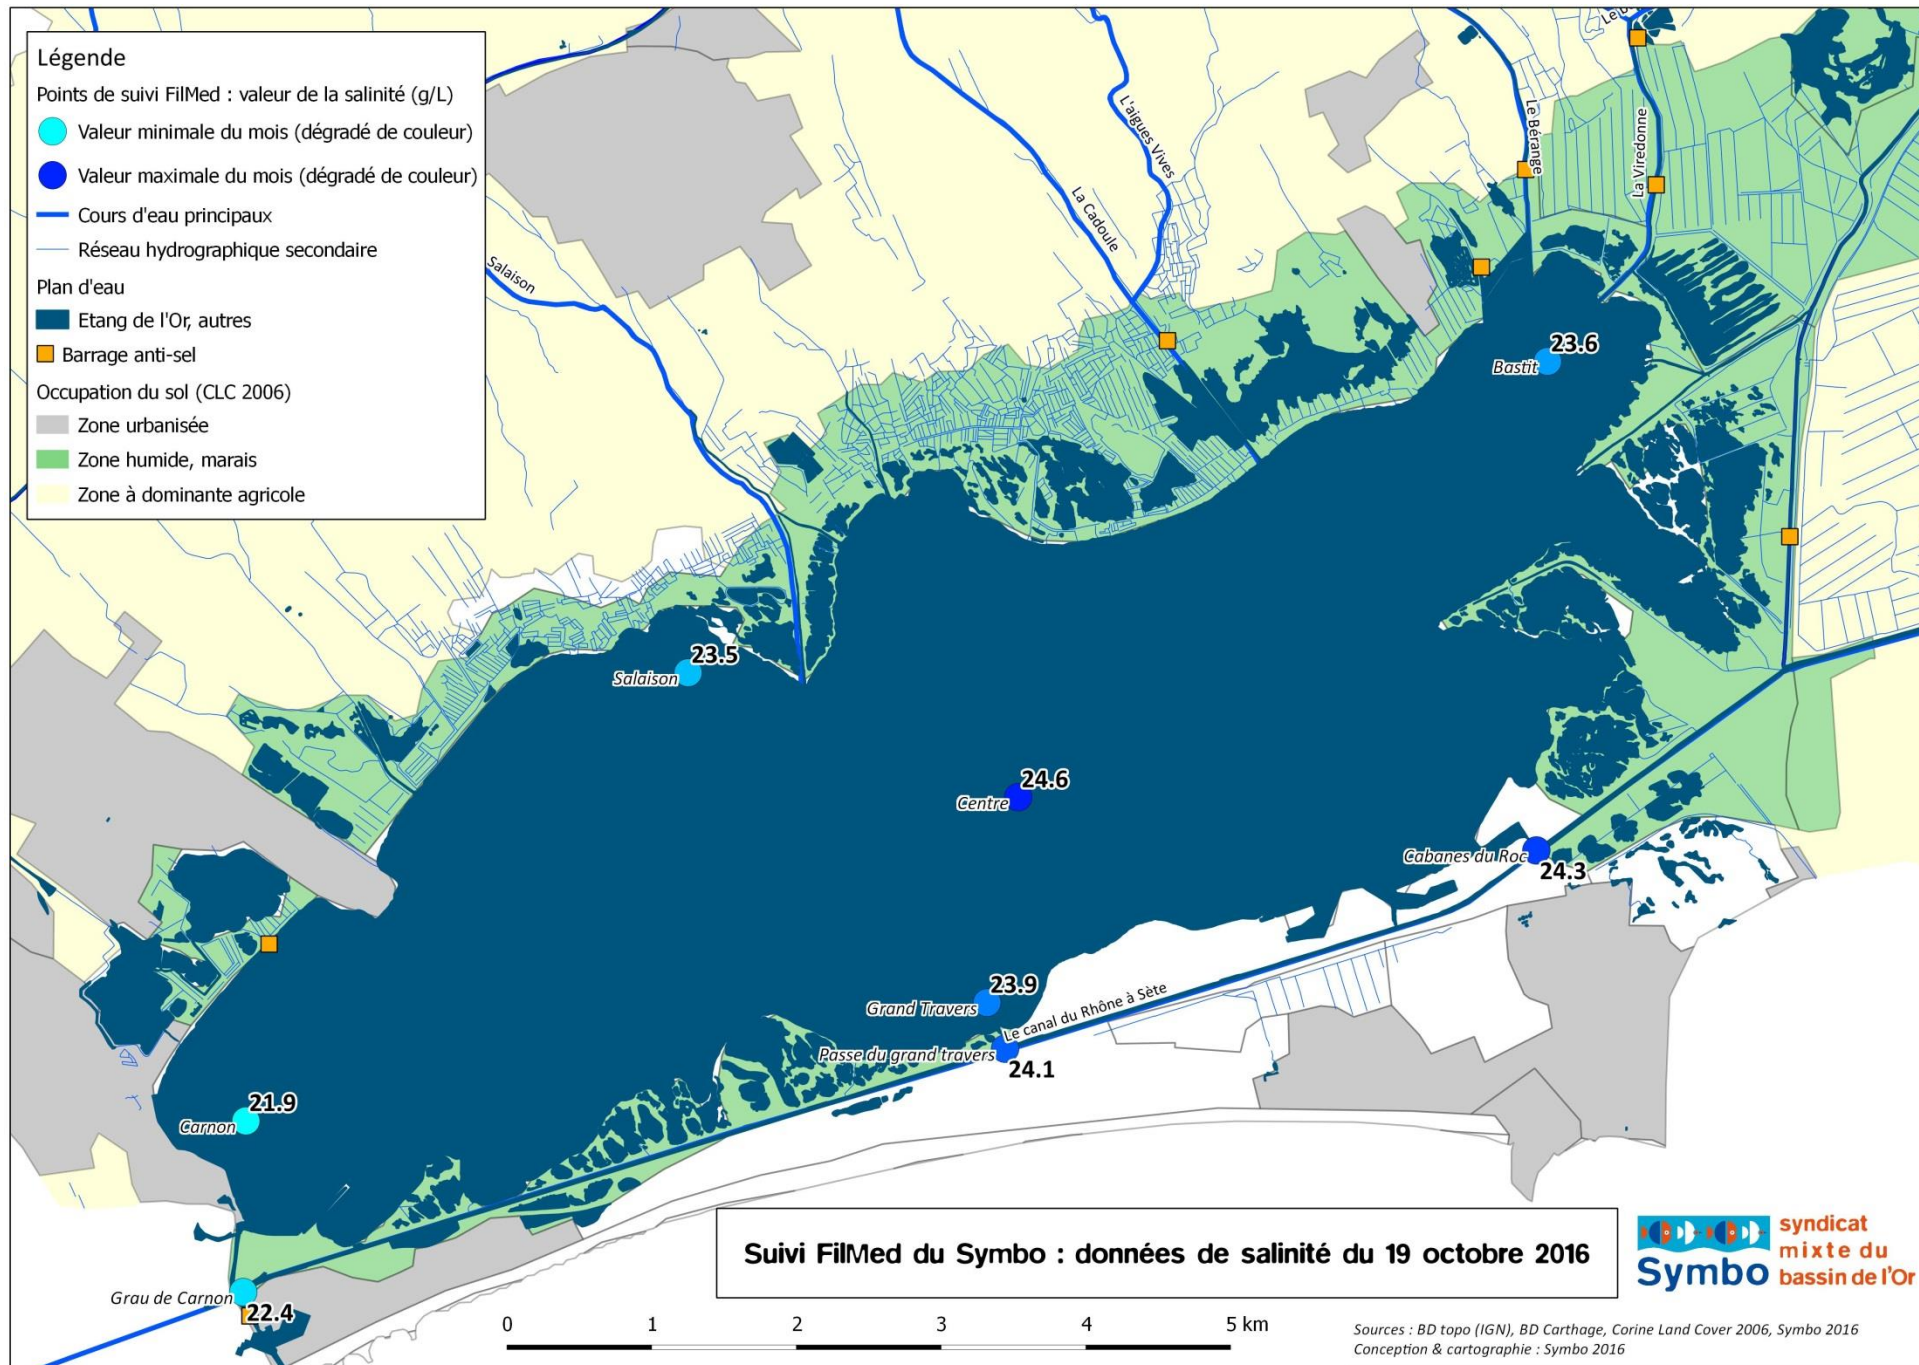 Légende
Points de suivi FilMed : valeur de la salinité (g/L)
Valeur minimale du mois (dégradé de couleur)
Valeur maximale du mois (dégradé de couleur)
Cours d'eau principaux
Réseau hydrographique secondaire
Plan d'eau
Etang de l'Or, autres
Barrage anti-sel
Occupation du sol (CLC 2006)
Zone urbanisée
Zone humide, marais
Zone à dominante agricole
Salaison
La Cadoule
L'aigues Vives
Le Bérange
La Viredonne
23.6
Bastit
23.5
Salaison
24.6
Centre
Cabanes du Roc
24.3
23.9
Grand Travers
Le canal du Rhône à Sète
Passe du grand travers
24.1
21.9
Carnon
Grau de Carnon
22.4
Suivi FilMed du Symbo : données de salinité du 19 octobre 2016
0 1 2 3 4 5 km
syndicat
mixte du
bassin de l'Or
Symbo
Sources : BD topo (IGN), BD Carthage, Corine Land Cover 2006, Symbo 2016
Conception & cartographie : Symbo 2016